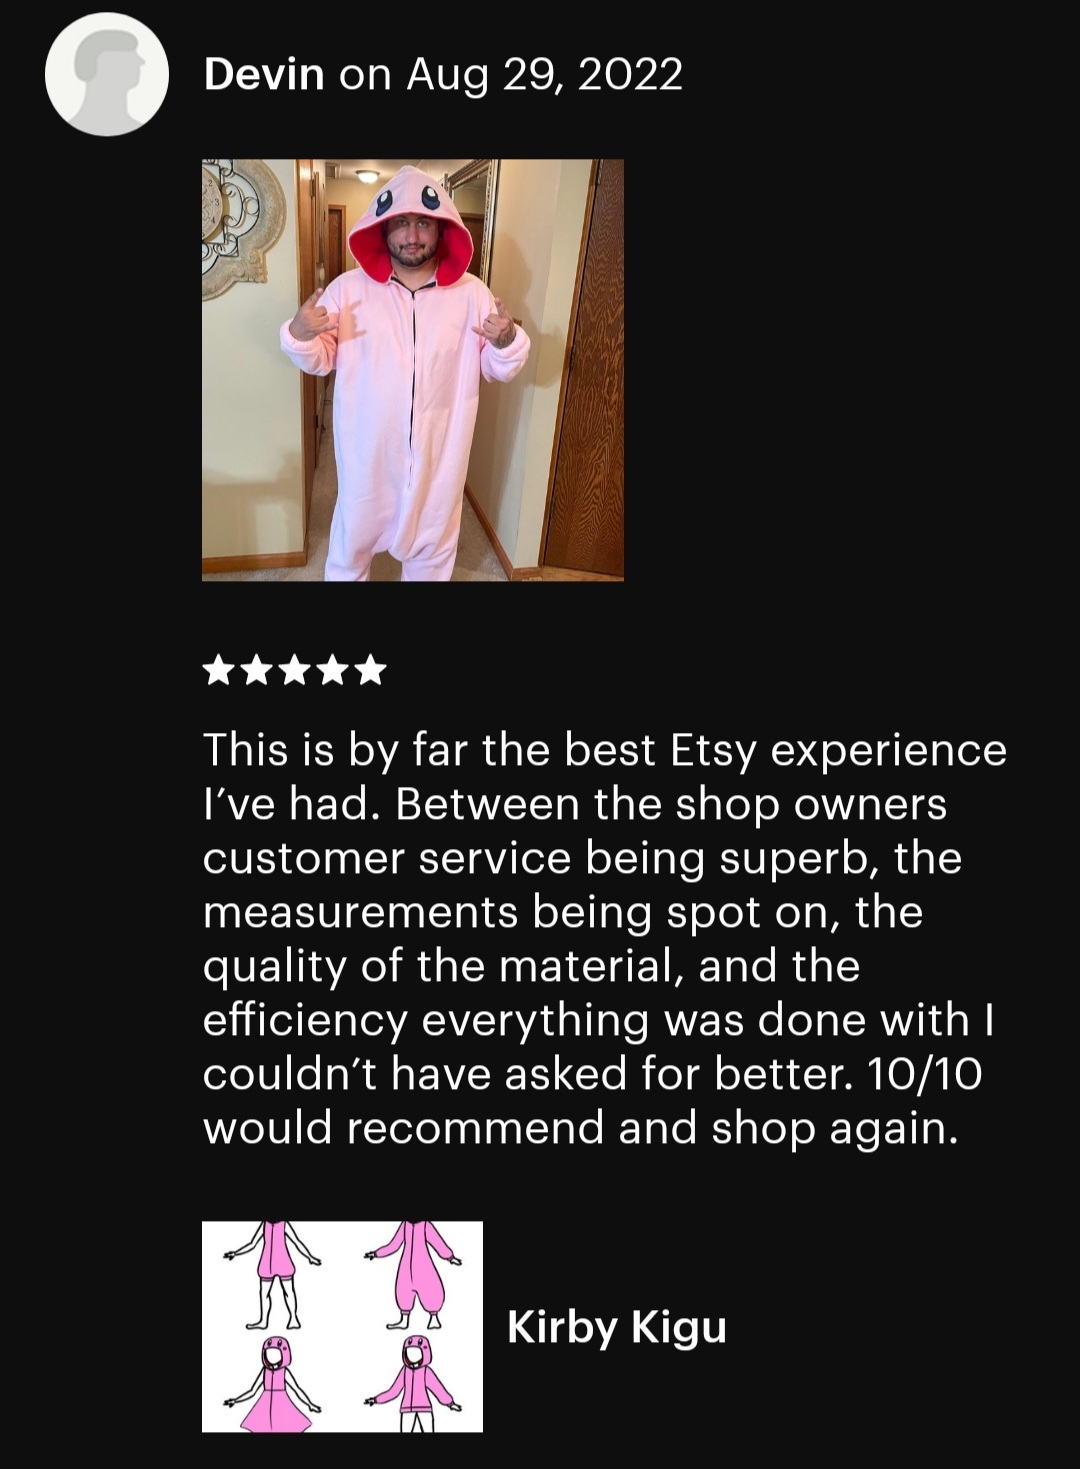 Devin on Aug 29, 2022
This is by far the best Etsy experience
I've had. Between the shop owners
customer service being superb, the
measurements being spot on, the
quality of the material, and the
efficiency everything was done with I
couldn't have asked for better. 10/10
would recommend and shop again.
Kirby Kigu